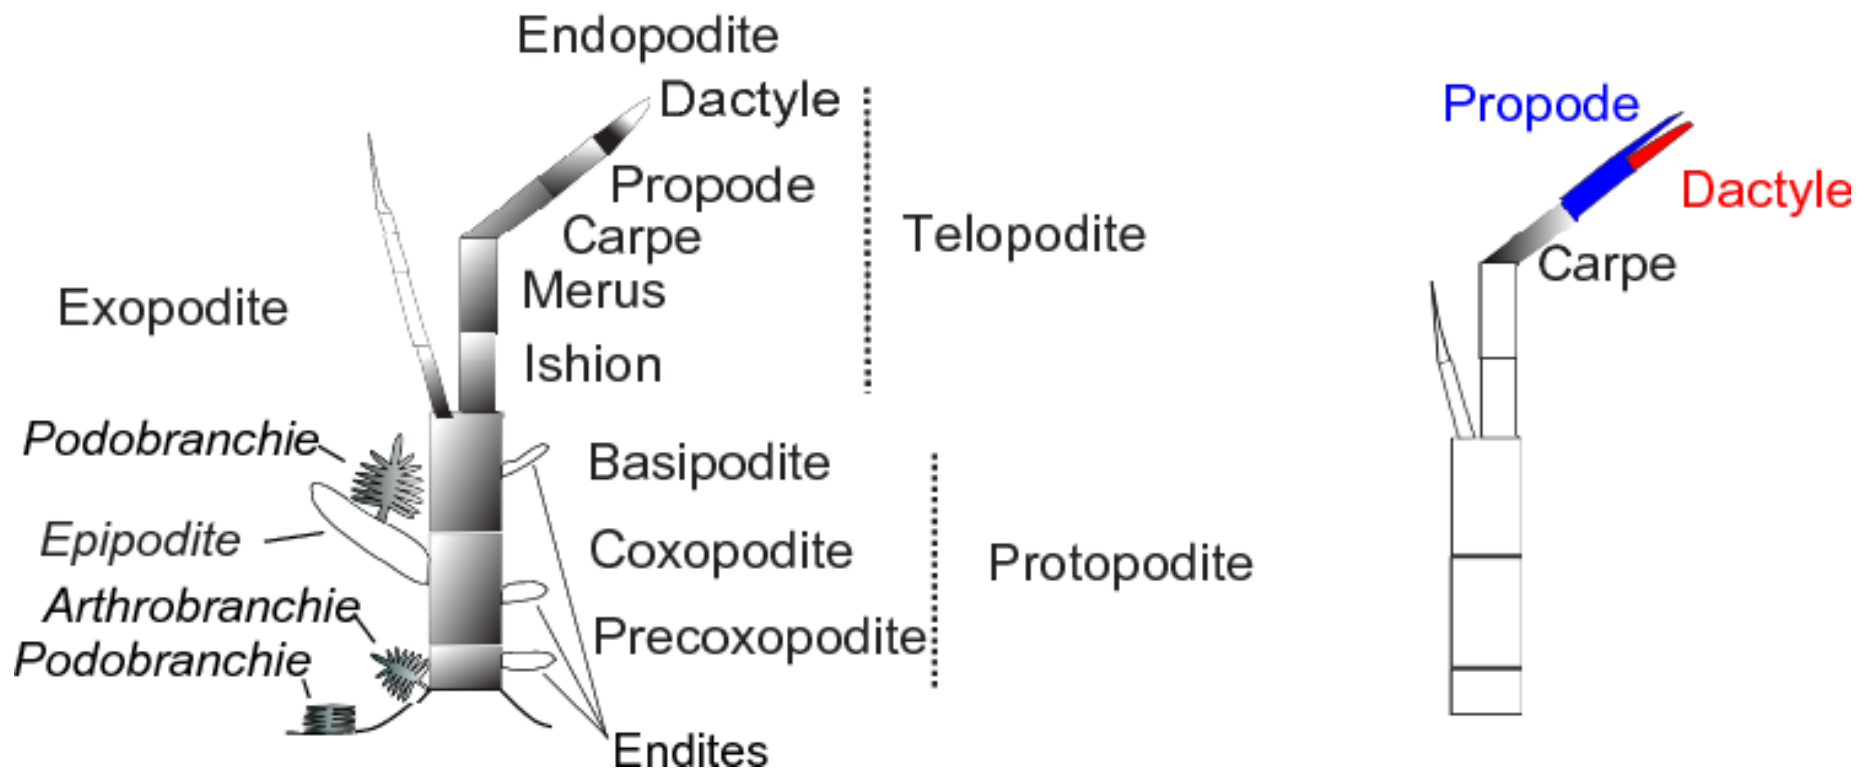 Endopodite
Dactyle
Propode
Carpe
Telopodite
Merus
Exopodite
Ishion
Podobranchie
Basipodite
Epipodite
Coxopodite
Protopodite
Arthrobranchie
Precoxopodite
Podobranchie
Endites
Propode
Dactyle
Carpe